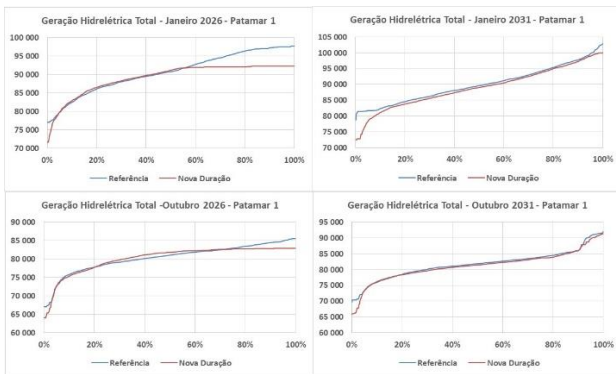 Geração Hidrelétrica Total - Janeiro 2026 - Patamar 1
100 000
95 000
90 000
85 000
80 000
75 000
70 000
0% 20% 40% 60% 80% 100%
Referência Nova Duração
Geração Hidrelétrica Total - Janeiro 2031 - Patamar 1
105 000
100 000
95 000
90 000
85 000
80 000
75 000
70 000
0% 20% 40% 60% 80% 100%
Referência Nova Duração
Geração Hidrelétrica Total -Outubro 2026 - Patamar 1
90 000
85 000
80 000
75 000
70 000
65 000
60 000
0% 20% 40% 60% 80% 100%
Referência Nova Duração
Geração Hidrelétrica Total - Outubro 2031 - Patamar 1
95 000
90 000
85 000
80 000
75 000
70 000
65 000
60 000
0% 20% 40% 60% 80% 100%
Referência Nova Duração